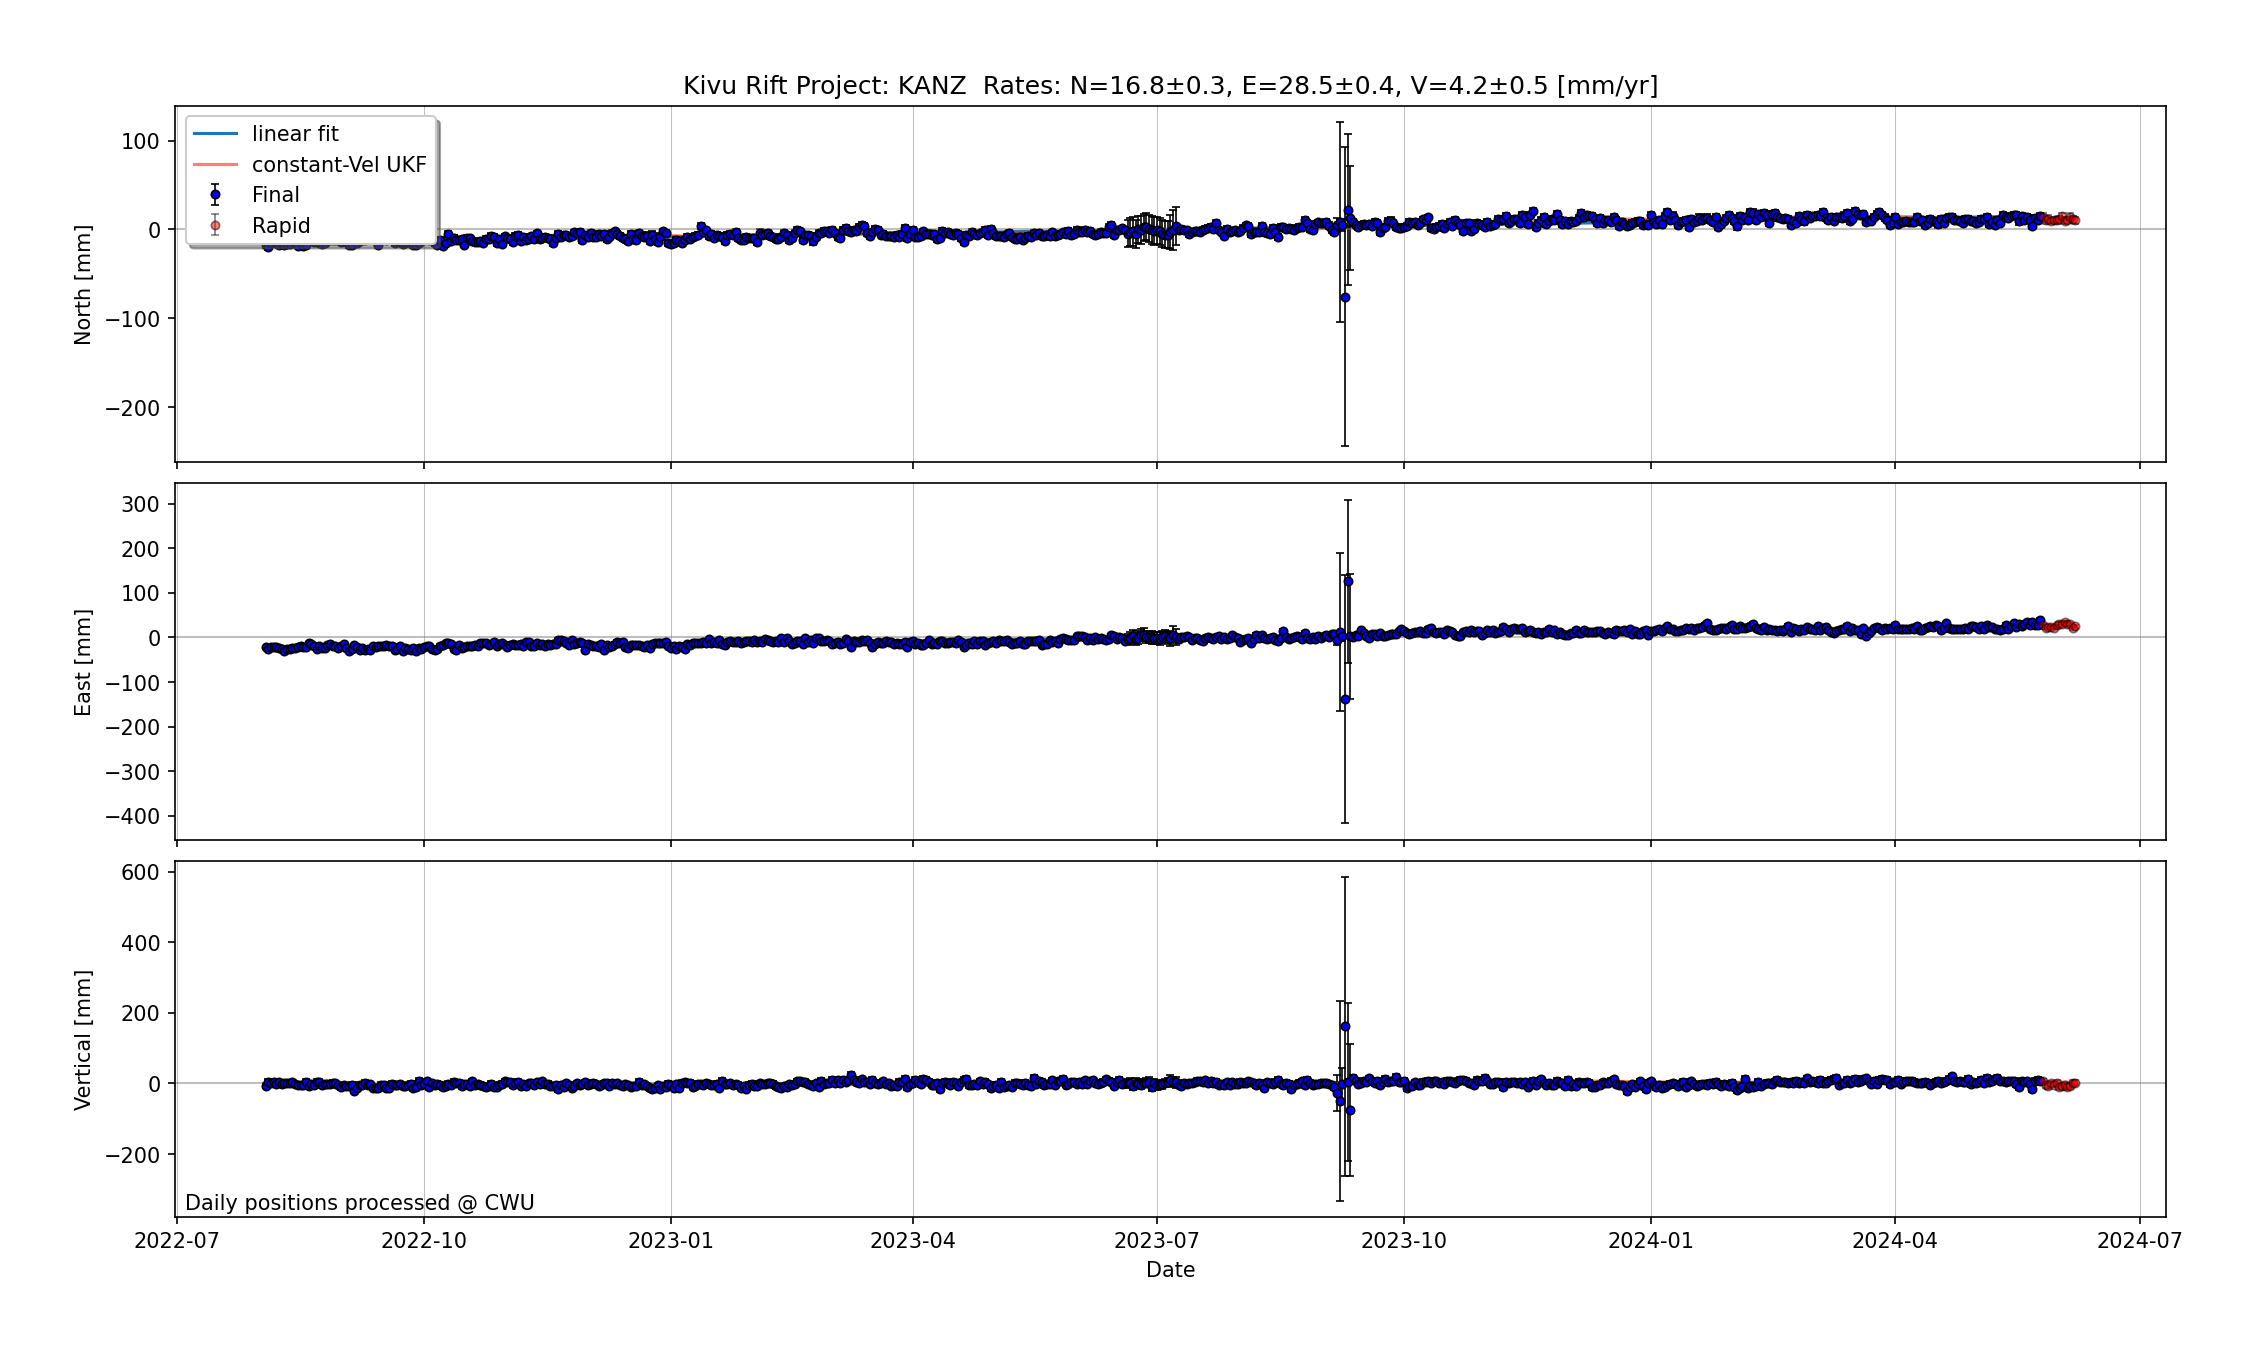 Kivu Rift Project: KANZ  Rates: N=16.8±0.3, E=28.5±0.4, V=4.2±0.5 [mm/yr]
linear fit
constant-Vel UKF
Final
Rapid
North [mm]
100
0
−100
−200
East [mm]
300
200
100
0
−100
−200
−300
−400
Vertical [mm]
600
400
200
0
−200
Daily positions processed @ CWU
2022-07 2022-10 2023-01 2023-04 2023-07 2023-10 2024-01 2024-04 2024-07
Date